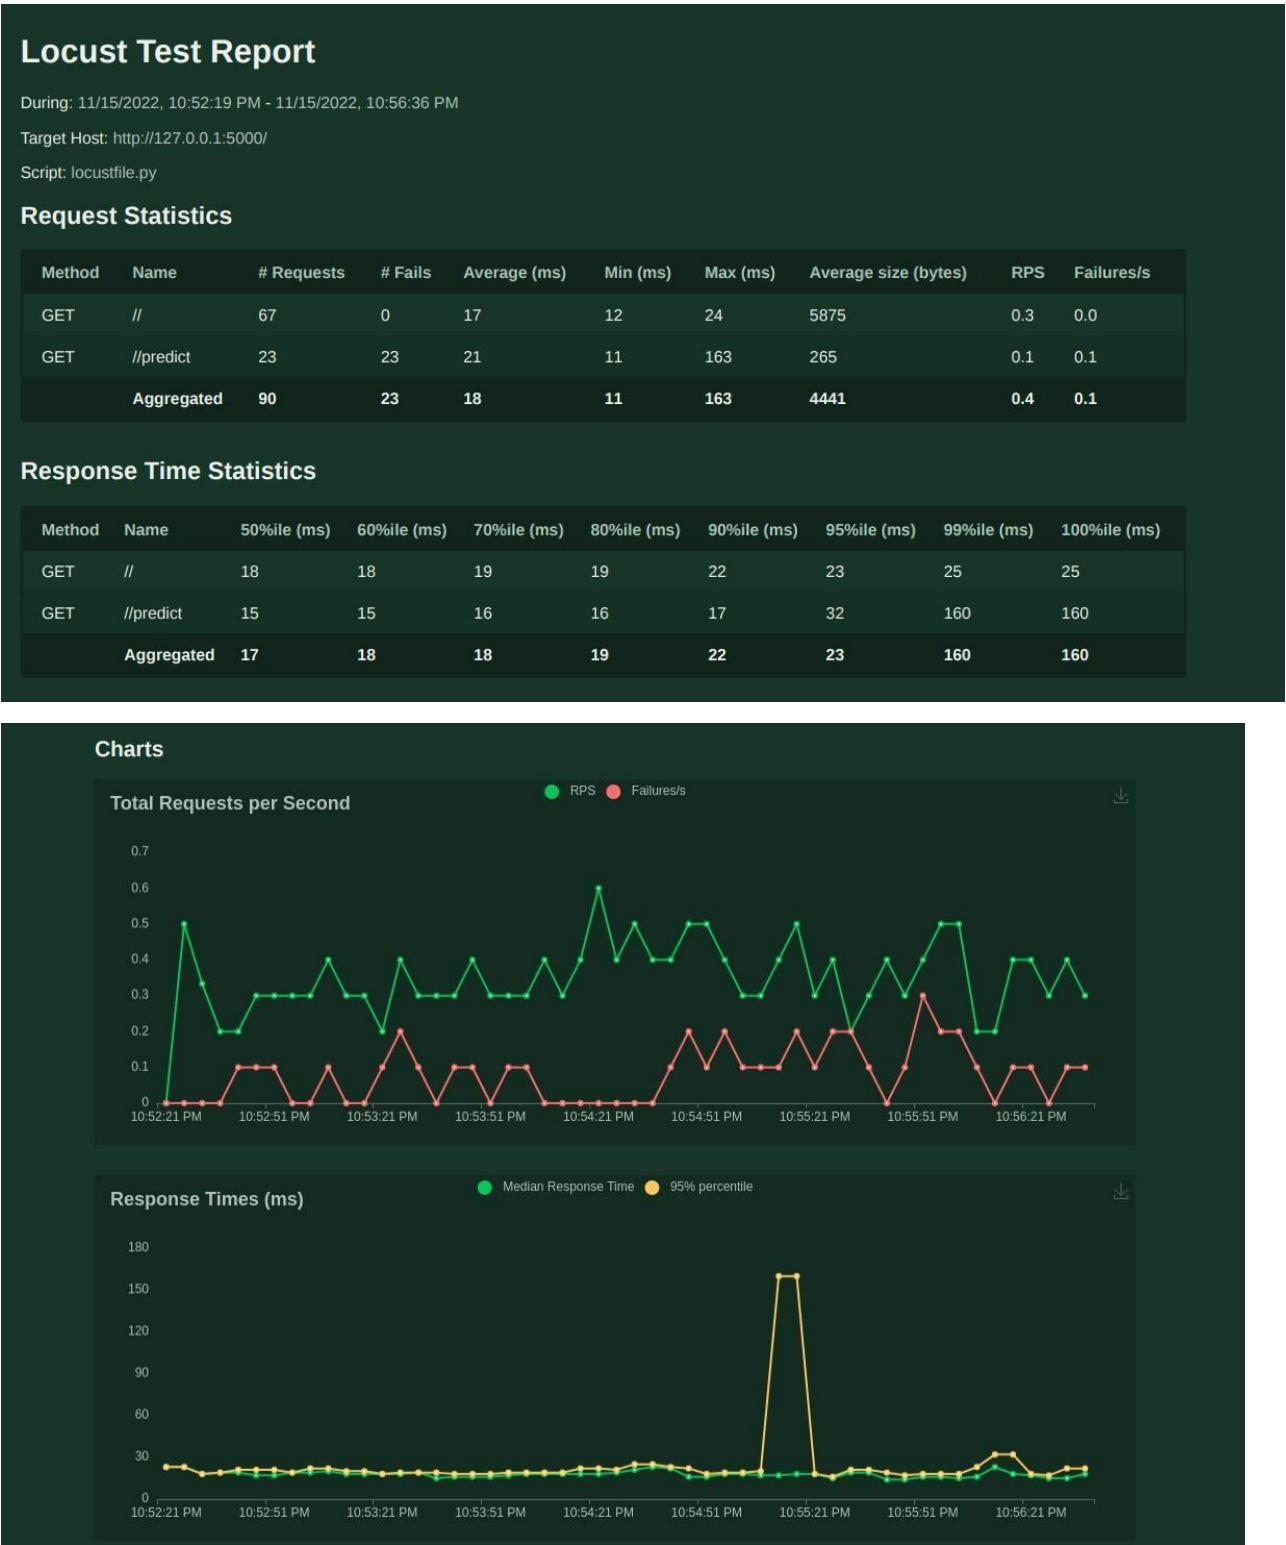 Locust Test Report
During: 11/15/2022, 10:52:19 PM - 11/15/2022, 10:56:36 PM
Target Host: http://127.0.0.1:5000/
Script: locustfile.py
Request Statistics
Method Name # Requests # Fails Average (ms) Min (ms) Max (ms) Average size (bytes) RPS Failures/s
GET // 67 0 17 12 24 5875 0.3 0.0
GET //predict 23 23 21 11 163 265 0.1 0.1
Aggregated 90 23 18 11 163 4441 0.4 0.1
Response Time Statistics
Method Name 50%ile (ms) 60%ile (ms) 70%ile (ms) 80%ile (ms) 90%ile (ms) 95%ile (ms) 99%ile (ms) 100%ile (ms)
GET // 18 18 19 19 22 23 25 25
GET //predict 15 15 16 16 17 32 160 160
Aggregated 17 18 18 19 22 23 160 160
Charts
Total Requests per Second
RPS Failures/s
0.7
0.6
0.5
0.4
0.3
0.2
0.1
0
10:52:21 PM 10:52:51 PM 10:53:21 PM 10:53:51 PM 10:54:21 PM 10:54:51 PM 10:55:21 PM 10:55:51 PM 10:56:21 PM
Response Times (ms)
Median Response Time 95% percentile
180
150
120
90
60
30
0
10:52:21 PM 10:52:51 PM 10:53:21 PM 10:53:51 PM 10:54:21 PM 10:54:51 PM 10:55:21 PM 10:55:51 PM 10:56:21 PM